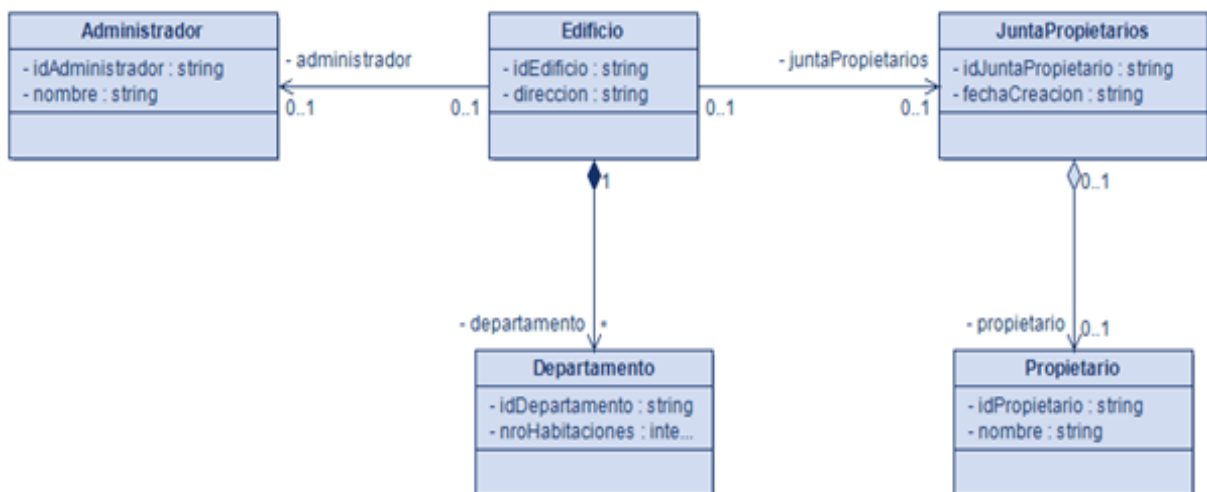 Administrador
- idAdministrador : string
- nombre : string
- administrador
0..1
0..1
Edificio
- idEdificio : string
- direccion : string
0..1
- juntaPropietarios
0..1
JuntaPropietarios
- idJuntaPropietario : string
- fechaCreacion : string
1
0..1
- departamento
*
- propietario
0..1
Departamento
- idDepartamento : string
- nroHabitaciones : inte...
Propietario
- idPropietario : string
- nombre : string